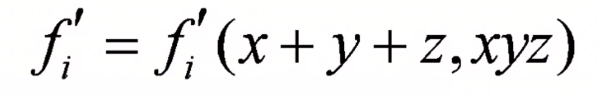 f_i' = f_i'(x + y + z, xyz)